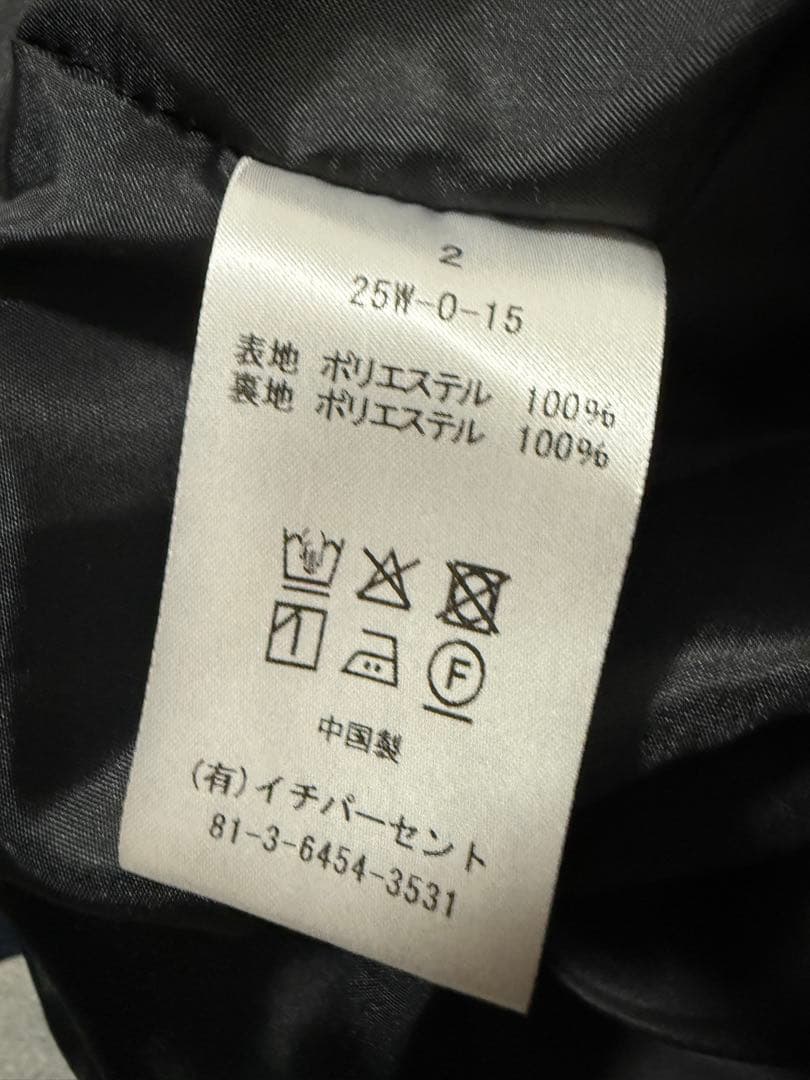 2
25W-0-15
表地 ポリエステル 100%
裏地 ポリエステル 100%
F
中国製
(有)イチパーセント
81-3-6454-3531